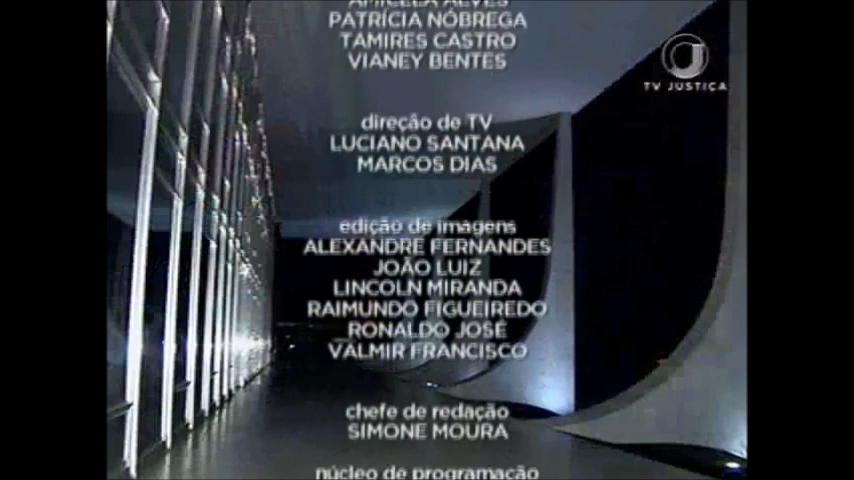 AMICELA ALVES
PATRÍCIA NÓBREGA
TAMIRES CASTRO
VIANEY BENTES
TV JUSTIÇA
direção de TV
LUCIANO SANTANA
MARCOS DIAS
edição de imagens
ALEXANDRE FERNANDES
JOÃO LUIZ
LINCOLN MIRANDA
RAIMUNDO FIGUEIREDO
RONALDO JOSÉ
VALMIR FRANCISCO
chefe de redação
SIMONE MOURA
núcleo de programação